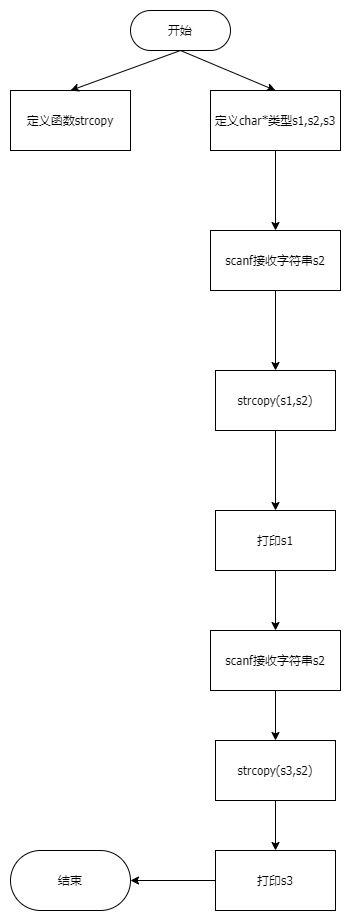 开始
定义函数strcopy
定义char*类型s1,s2,s3
scanf接收字符串s2
strcopy(s1,s2)
打印s1
scanf接收字符串s2
strcopy(s3,s2)
打印s3
结束